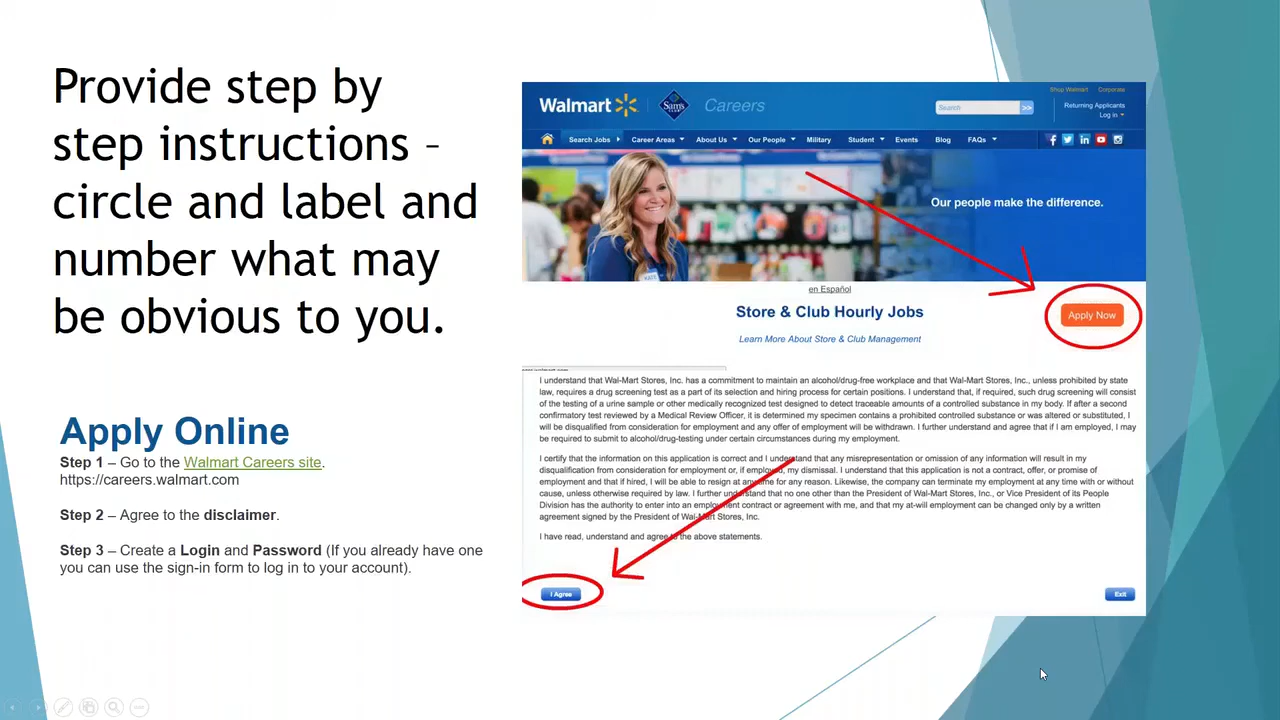 Provide step by
step instructions –
circle and label and
number what may
be obvious to you.
Apply Online
Step 1 – Go to the Walmart Careers site.
https://careers.walmart.com
Step 2 – Agree to the disclaimer.
Step 3 – Create a Login and Password (If you already have one
you can use the sign-in form to log in to your account).
Shop Walmart Corporate
Walmart Sam's Careers
Search >>
Returning Applicants
Log in
Search Jobs Career Areas About Us Our People Military Student Events Blog FAQs
Our people make the difference.
KATE
en Español
Store & Club Hourly Jobs
Apply Now
Learn More About Store & Club Management
I understand that Wal-Mart Stores, Inc. has a commitment to maintain an alcohol/drug-free workplace and that Wal-Mart Stores, Inc., unless prohibited by state
law, requires a drug screening test as a part of its selection and hiring process for certain positions. I understand that, if required, such drug screening will consist
of the testing of a urine sample or other medically recognized test designed to detect traceable amounts of a controlled substance in my body. If after a second
confirmatory test reviewed by a Medical Review Officer, it is determined my specimen contains a prohibited controlled substance or was altered or substituted, I
will be disqualified from consideration for employment and any offer of employment will be withdrawn. I further understand and agree that if I am employed, I may
be required to submit to alcohol/drug-testing under certain circumstances during my employment.
I certify that the information on this application is correct and I understand that any misrepresentation or omission of any information will result in my
disqualification from consideration for employment or, if employed, my dismissal. I understand that this application is not a contract, offer, or promise of
employment and that if hired, I will be able to resign at any time for any reason. Likewise, the company can terminate my employment at any time with or without
cause, unless otherwise required by law. I further understand that no one other than the President of Wal-Mart Stores, Inc., or Vice President of its People
Division has the authority to enter into an employment contract or agreement with me, and that my at-will employment can be changed only by a written
agreement signed by the President of Wal-Mart Stores, Inc.
I have read, understand and agree to the above statements.
I Agree
Exit